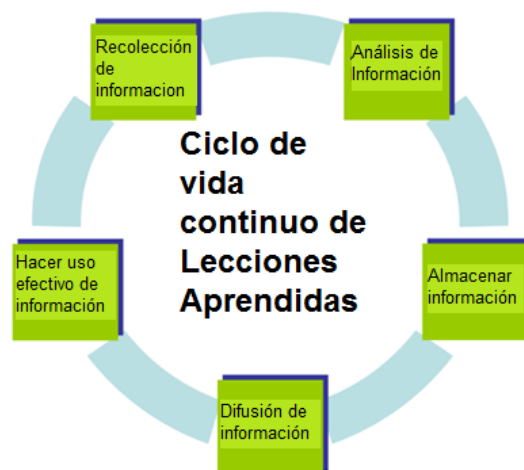 Recolección
de
informacion
Análisis de
Información
Ciclo de
vida
continuo de
Lecciones
Aprendidas
Hacer uso
efectivo de
información
Almacenar
información
Difusión de
información